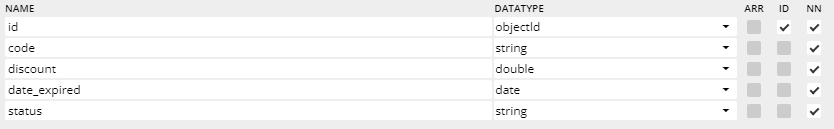 NAME DATATYPE ARR ID NN
id objectId
code string
discount double
date_expired date
status string